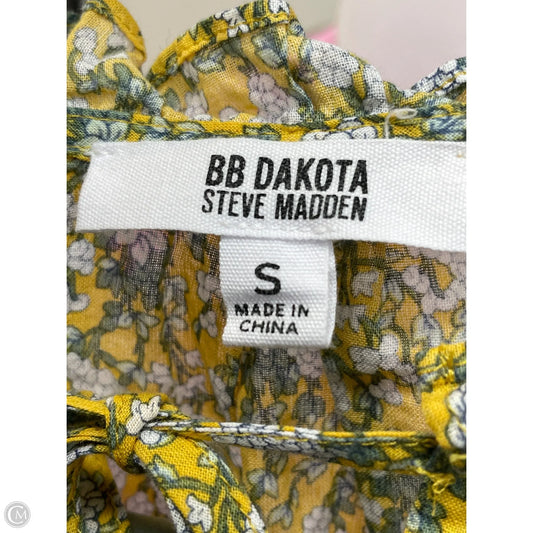 BB DAKOTA
STEVE MADDEN
S
MADE IN
CHINA